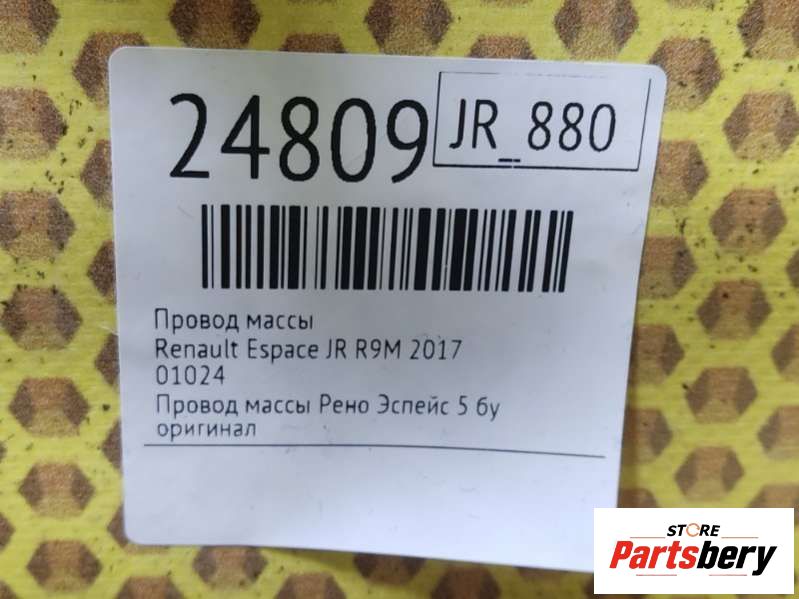 24809
JR_880
Провод массы
Renault Espace JR R9M 2017
01024
Провод массы Рено Эспейс 5 бу
оригинал
STORE
Partsbery